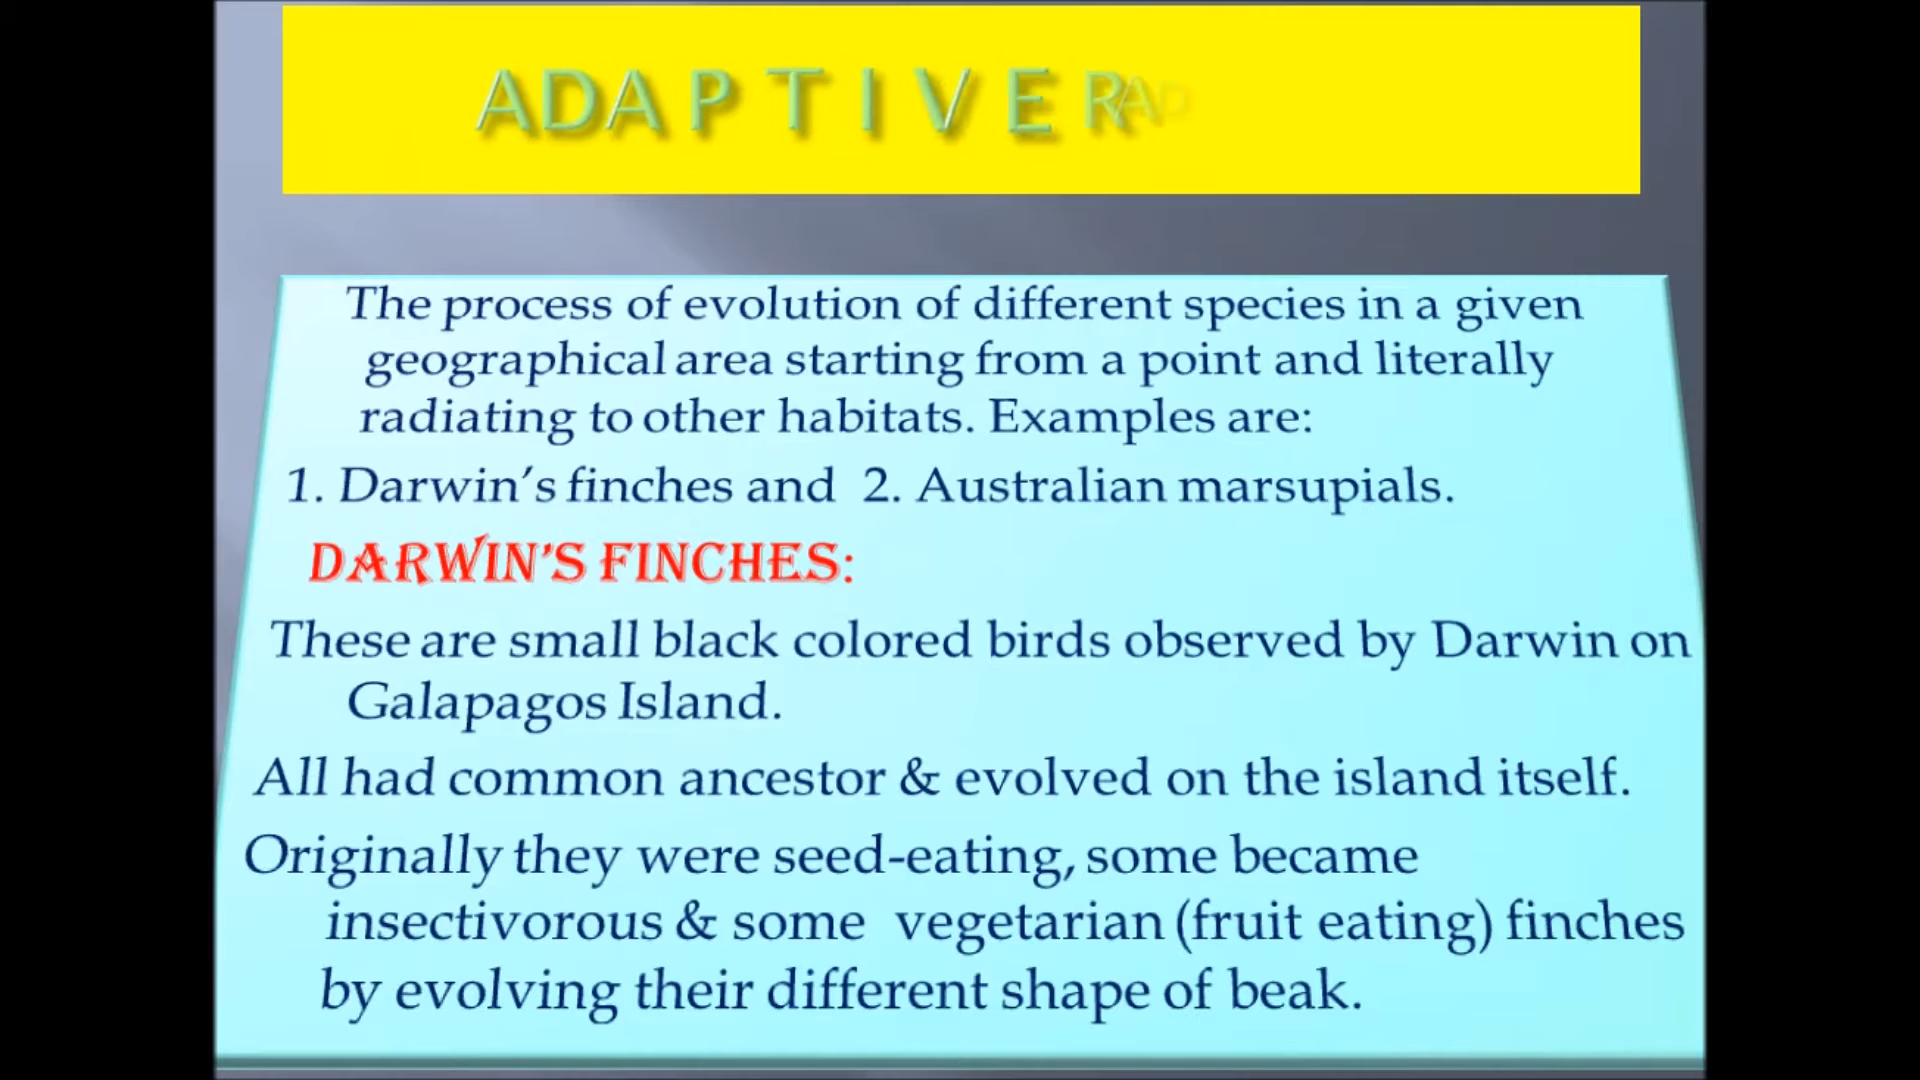 ADAPTIVE RAD
The process of evolution of different species in a given
geographical area starting from a point and literally
radiating to other habitats. Examples are:
1. Darwin's finches and 2. Australian marsupials.
DARWIN'S FINCHES:
These are small black colored birds observed by Darwin on
Galapagos Island.
All had common ancestor & evolved on the island itself.
Originally they were seed-eating, some became
insectivorous & some vegetarian (fruit eating) finches
by evolving their different shape of beak.